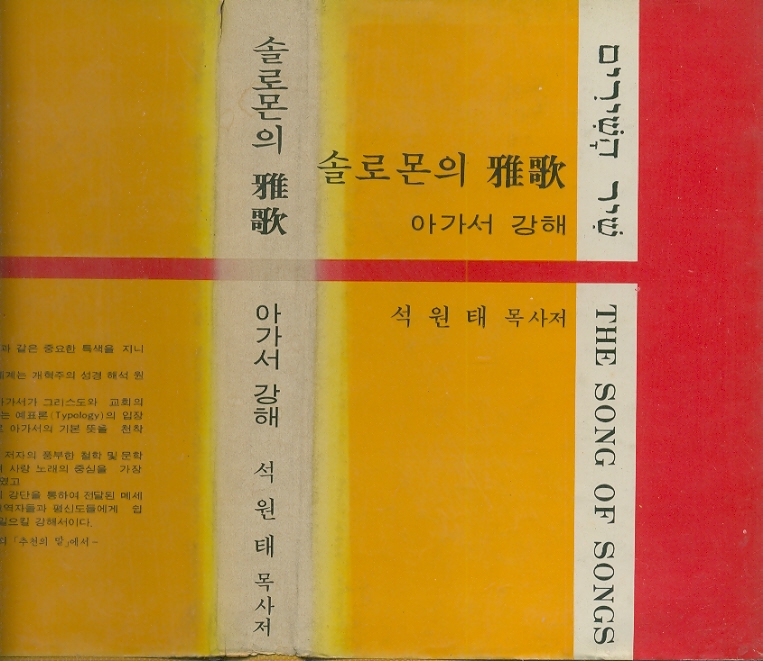 같은 중요한 특색을 지니
개혁주의 성경 해석 원
아가서가 그리스도와 교회의
는 예표론(Typology)의 입장
아가서의 기본 뜻을 천착
저자의 풍부한 철학 및 문학
사랑 노래의 중심을 가장
였고
강단을 통하여 전달된 메세
평신도들에게 쉽
일으킬 강해서이다.
「추천의 말」에서-
솔로몬의 雅歌
아가서 강해
석원태 목사저
솔로몬의 雅歌
아가서 강해
석 원 태 목사저
שִׁיר הַשִּׁירִים
THE SONG OF SONGS